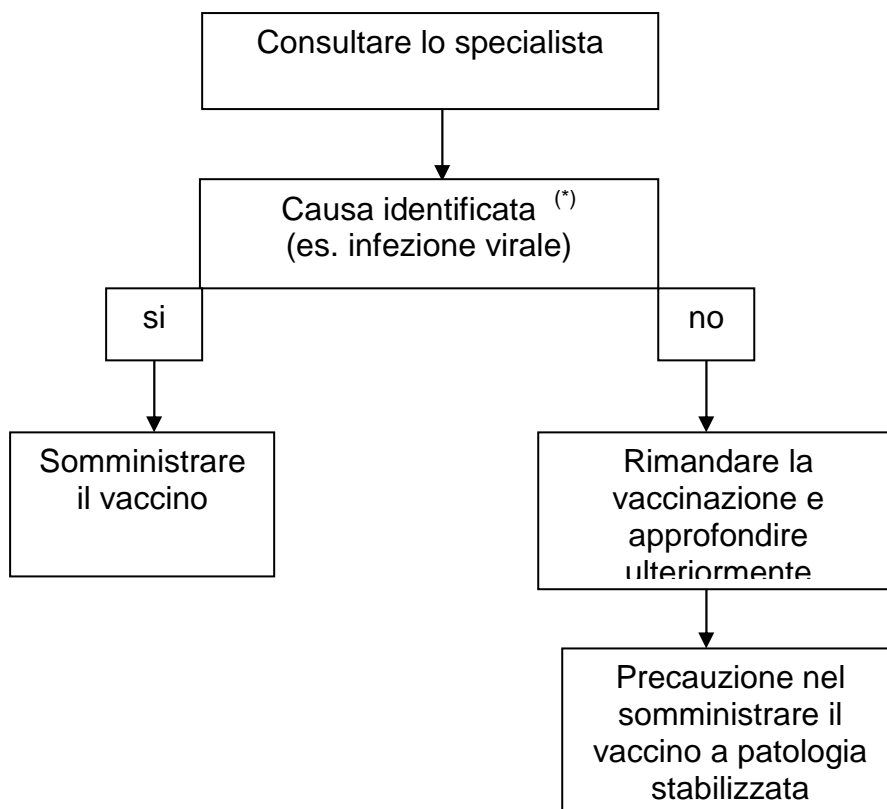 Consultare lo specialista
Causa identificata (*)
(es. infezione virale)
si
no
Somministrare
il vaccino
Rimandare la
vaccinazione e
approfondire
ulteriormente
Precauzione nel
somministrare il
vaccino a patologia
stabilizzata